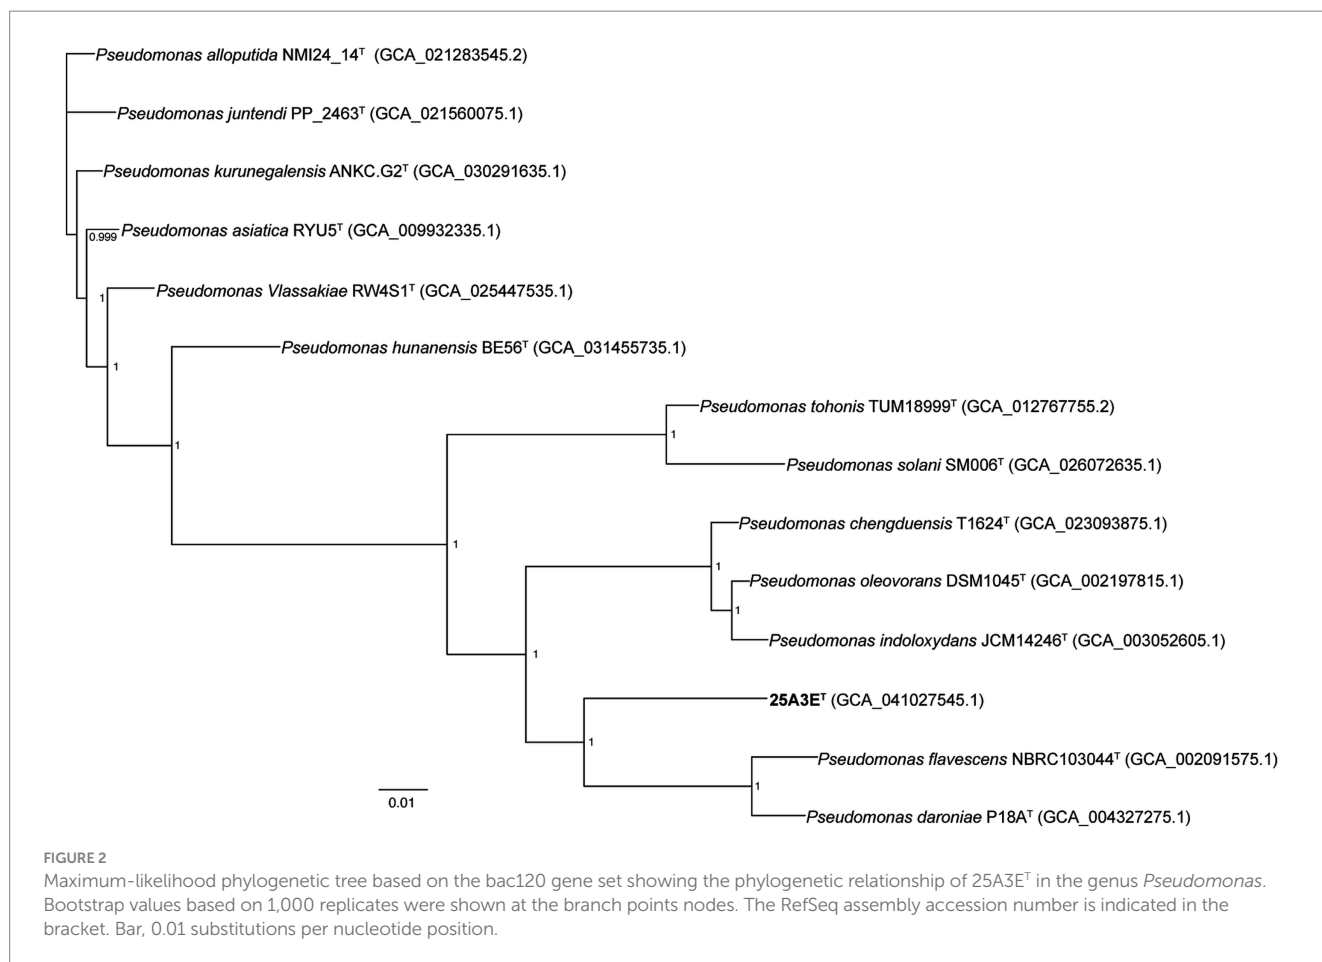 Pseudomonas alloputida NMI24_14ᵀ (GCA_021283545.2)
Pseudomonas juntendi PP_2463ᵀ (GCA_021560075.1)
Pseudomonas kurunegalensis ANKC.G2ᵀ (GCA_030291635.1)
Pseudomonas asiatica RYU5ᵀ (GCA_009932335.1)
0.999
Pseudomonas Vlassakiae RW4S1ᵀ (GCA_025447535.1)
1
Pseudomonas hunanensis BE56ᵀ (GCA_031455735.1)
1
Pseudomonas tohonis TUM18999ᵀ (GCA_012767755.2)
1
1
Pseudomonas solani SM006ᵀ (GCA_026072635.1)
Pseudomonas chengduensis T1624ᵀ (GCA_023093875.1)
1
1
Pseudomonas oleovorans DSM1045ᵀ (GCA_002197815.1)
1
Pseudomonas indoloxydans JCM14246ᵀ (GCA_003052605.1)
1
25A3Eᵀ (GCA_041027545.1)
1
Pseudomonas flavescens NBRC103044ᵀ (GCA_002091575.1)
1
0.01
Pseudomonas daroniae P18Aᵀ (GCA_004327275.1)
FIGURE 2
Maximum-likelihood phylogenetic tree based on the bac120 gene set showing the phylogenetic relationship of 25A3Eᵀ in the genus Pseudomonas.
Bootstrap values based on 1,000 replicates were shown at the branch points nodes. The RefSeq assembly accession number is indicated in the
bracket. Bar, 0.01 substitutions per nucleotide position.